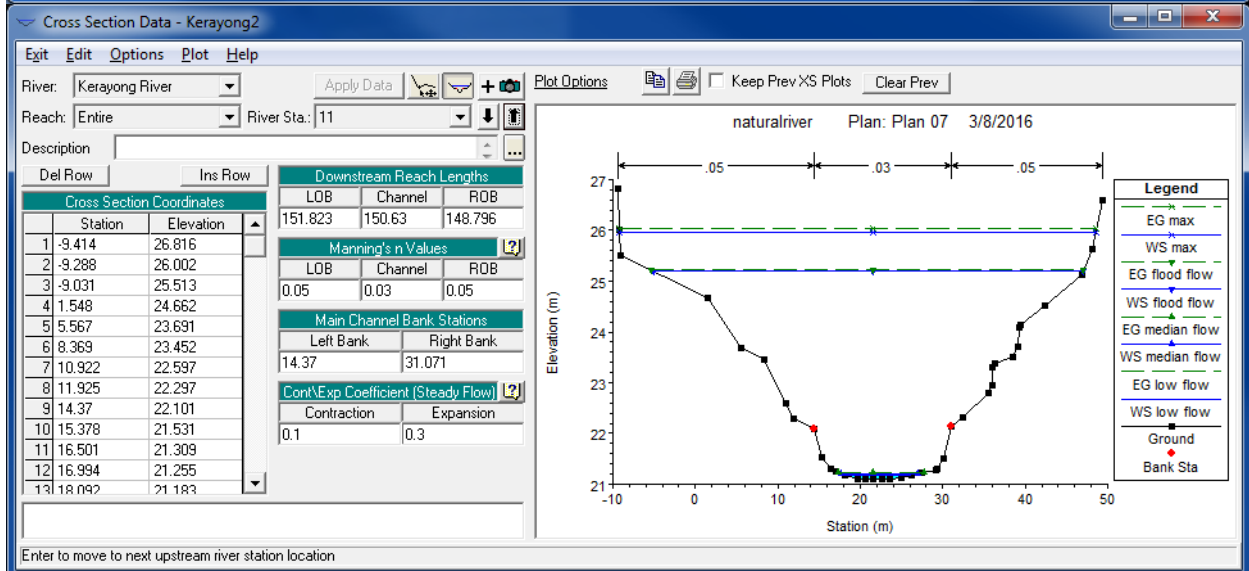 Cross Section Data - Kerayong2
Exit Edit Options Plot Help
River: Kerayong River Apply Data
Reach: Entire River Sta.: 11
Description ...
Del Row Ins Row
Cross Section Coordinates
Station Elevation
1 -9.414 26.816
2 -9.288 26.002
3 -9.031 25.513
4 1.548 24.662
5 5.567 23.691
6 8.369 23.452
7 10.922 22.597
8 11.925 22.297
9 14.37 22.101
10 15.378 21.531
11 16.501 21.309
12 16.994 21.255
13 18.092 21.183
Downstream Reach Lengths
LOB Channel ROB
151.823 150.63 148.796
Manning's n Values
LOB Channel ROB
0.05 0.03 0.05
Main Channel Bank Stations
Left Bank Right Bank
14.37 31.071
Cont\Exp Coefficient (Steady Flow)
Contraction Expansion
0.1 0.3
Plot Options Keep Prev XS Plots Clear Prev
naturalriver Plan: Plan 07 3/8/2016
.05 .03 .05
27
26
25
24
23
22
21
Elevation (m)
-10 0 10 20 30 40 50
Station (m)
Legend
EG max
WS max
EG flood flow
WS flood flow
EG median flow
WS median flow
EG low flow
WS low flow
Ground
Bank Sta
Enter to move to next upstream river station location